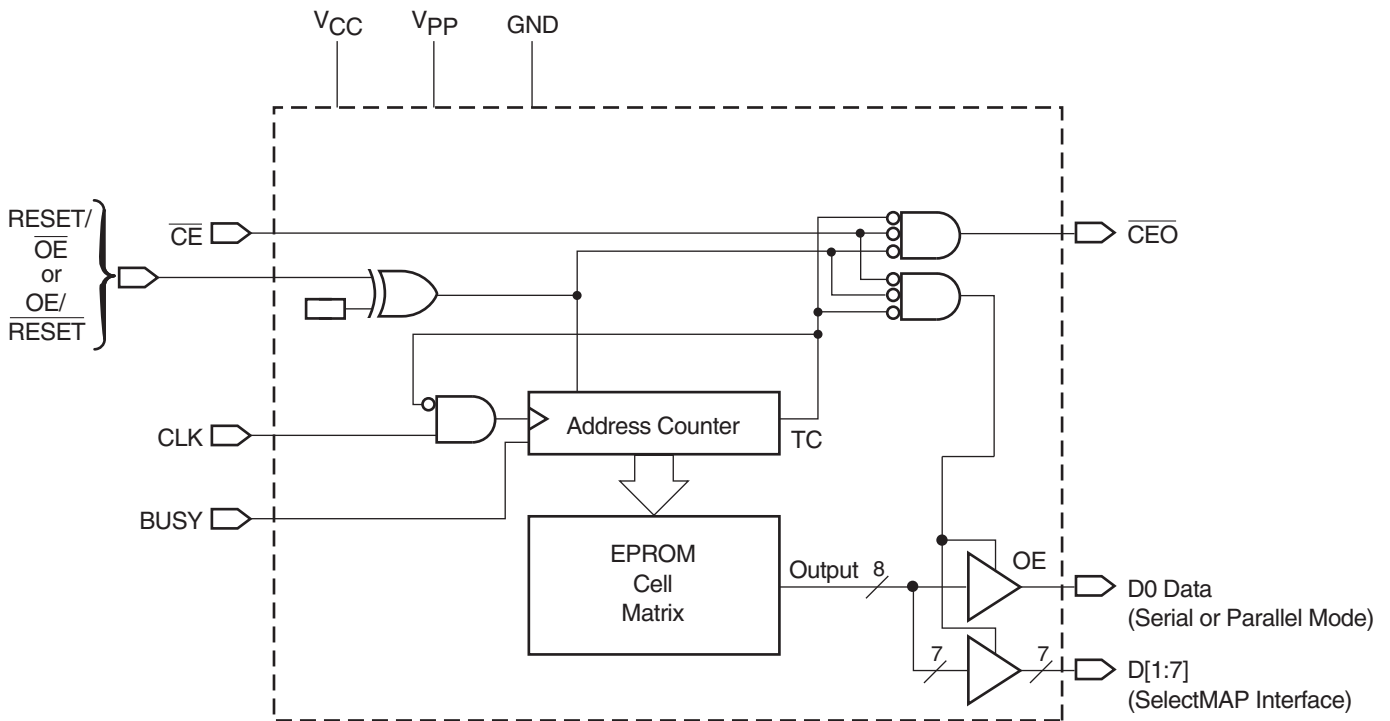 VCC
VPP
GND
RESET/
OE
or
OE/
RESET
CE
CEO
CLK
Address Counter
TC
BUSY
EPROM
Cell
Matrix
Output
8
OE
D0 Data
(Serial or Parallel Mode)
7
7
D[1:7]
(SelectMAP Interface)